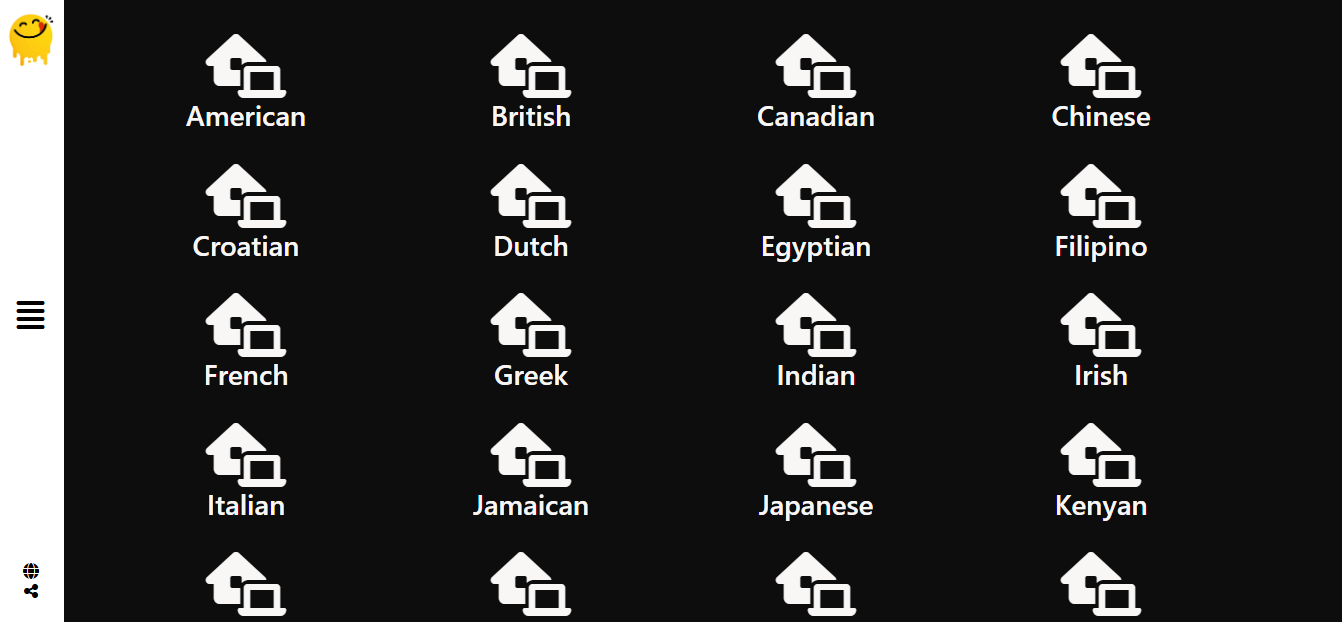 American
British
Canadian
Chinese
Croatian
Dutch
Egyptian
Filipino
French
Greek
Indian
Irish
Italian
Jamaican
Japanese
Kenyan